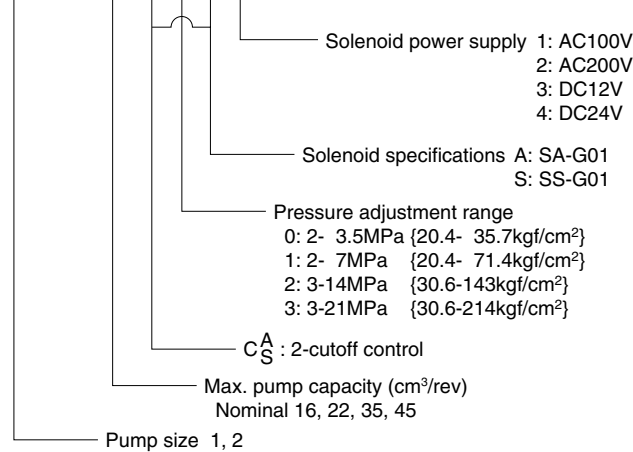 Solenoid power supply 1: AC100V
2: AC200V
3: DC12V
4: DC24V
Solenoid specifications A: SA-G01
S: SS-G01
Pressure adjustment range
0: 2- 3.5MPa {20.4- 35.7kgf/cm²}
1: 2- 7MPa {20.4- 71.4kgf/cm²}
2: 3-14MPa {30.6-143kgf/cm²}
3: 3-21MPa {30.6-214kgf/cm²}
C A S : 2-cutoff control
Max. pump capacity (cm³/rev)
Nominal 16, 22, 35, 45
Pump size 1, 2